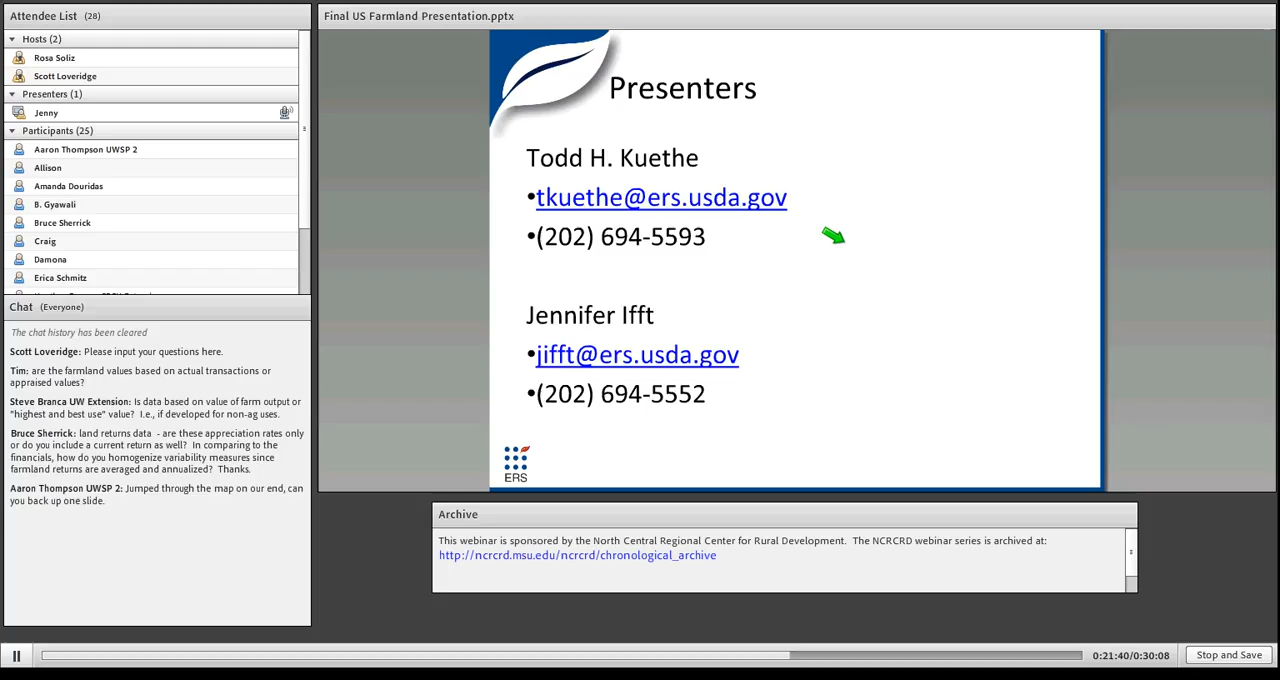 Attendee List (28)
Hosts (2)
Rosa Soliz
Scott Loveridge
Presenters (1)
Jenny
Participants (25)
Aaron Thompson UWSP 2
Allison
Amanda Douridas
B. Gyawali
Bruce Sherrick
Craig
Damona
Erica Schmitz
Chat (Everyone)
The chat history has been cleared
Scott Loveridge: Please input your questions here.
Tim: are the farmland values based on actual transactions or
appraised values?
Steve Branca UW Extension: Is data based on value of farm output or
"highest and best use" value? I.e., if developed for non-ag uses.
Bruce Sherrick: land returns data - are these appreciation rates only
or do you include a current return as well? In comparing to the
financials, how do you homogenize variability measures since
farmland returns are averaged and annualized? Thanks.
Aaron Thompson UWSP 2: Jumped through the map on our end, can
you back up one slide.
Final US Farmland Presentation.pptx
Presenters
Todd H. Kuethe
•tkuethe@ers.usda.gov
•(202) 694-5593
Jennifer Ifft
•jifft@ers.usda.gov
•(202) 694-5552
ERS
Archive
This webinar is sponsored by the North Central Regional Center for Rural Development. The NCRCRD webinar series is archived at:
http://ncrcrd.msu.edu/ncrcrd/chronological_archive
0:21:40/0:30:08
Stop and Save